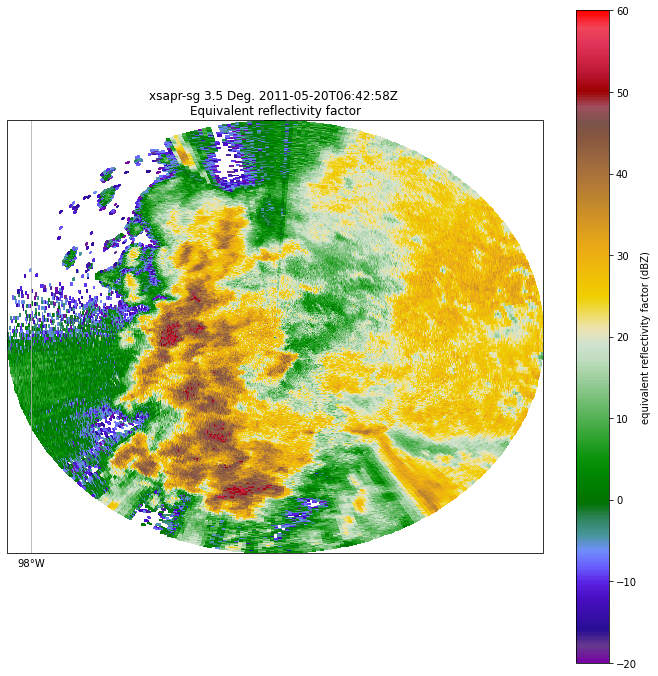 xsapr-sg 3.5 Deg. 2011-05-20T06:42:58Z
Equivalent reflectivity factor
98°W
60
50
40
30
20
10
0
−10
−20
equivalent reflectivity factor (dBZ)